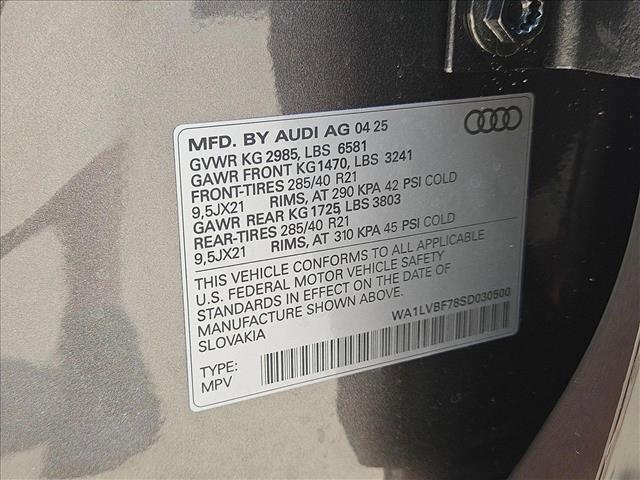 MFD. BY AUDI AG 04 25
GVWR KG 2985, LBS 6581
GAWR FRONT KG1470, LBS 3241
FRONT-TIRES 285/40 R21
9,5JX21 RIMS, AT 290 KPA 42 PSI COLD
GAWR REAR KG 1725, LBS 3803
REAR-TIRES 285/40 R21
9,5JX21 RIMS, AT 310 KPA 45 PSI COLD
THIS VEHICLE CONFORMS TO ALL APPLICABLE
U.S. FEDERAL MOTOR VEHICLE SAFETY
STANDARDS IN EFFECT ON THE DATE OF
MANUFACTURE SHOWN ABOVE.
SLOVAKIA
WA1LVBF78SD030500
TYPE:
MPV